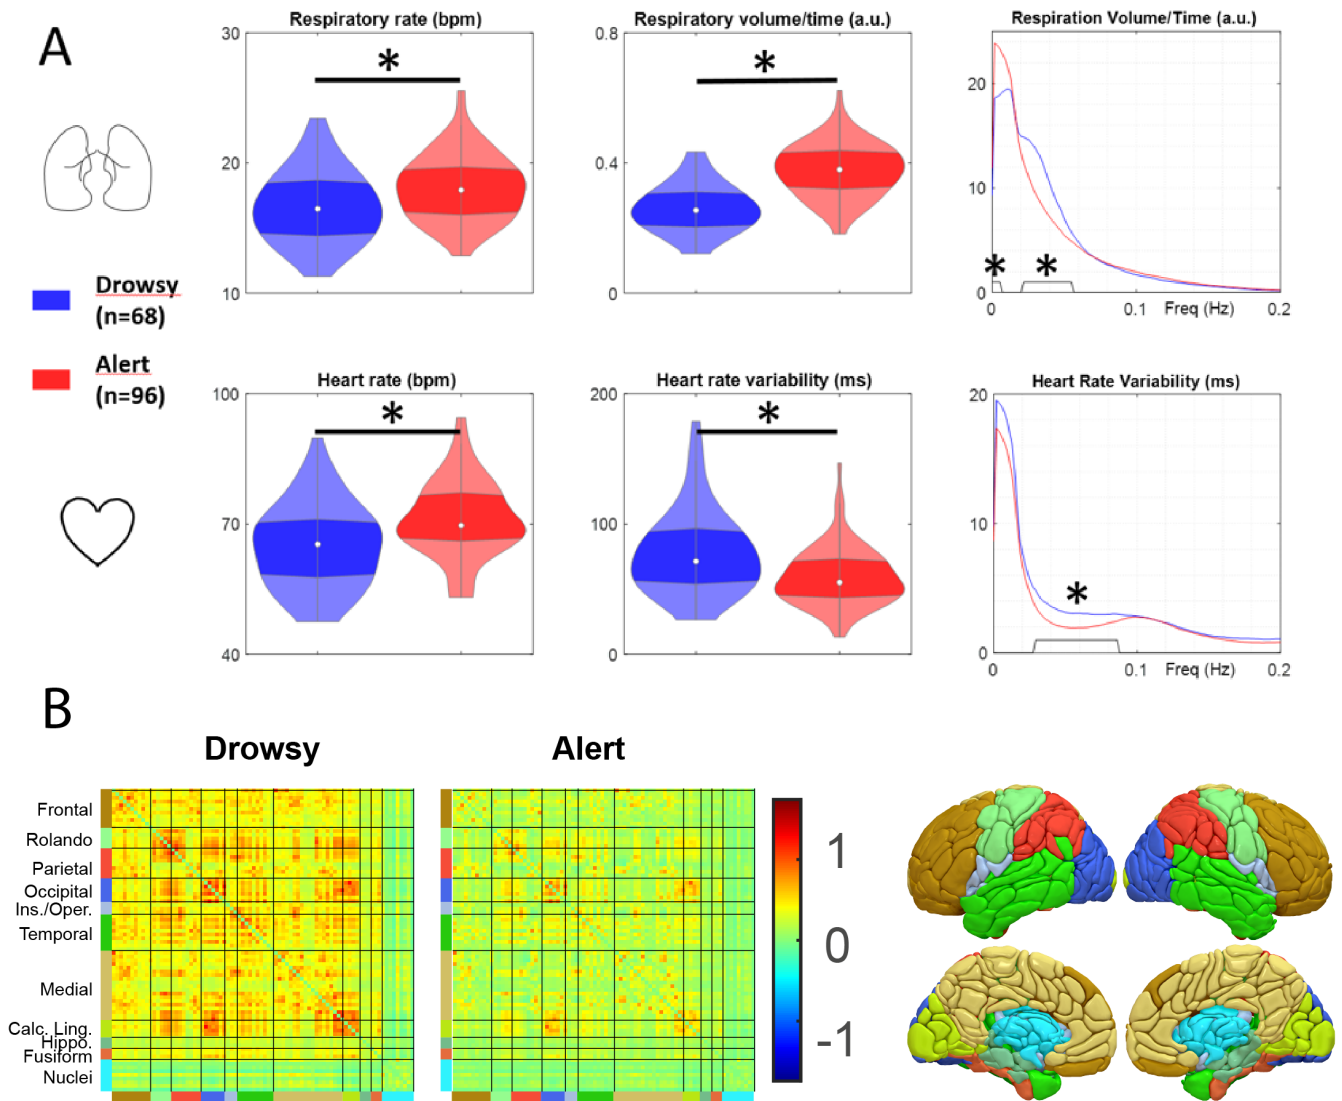 A
Respiratory rate (bpm)
Respiratory volume/time (a.u.)
Respiration Volume/Time (a.u.)
30
20
10
*
0.8
0.4
0
*
20
10
0
* *
0 0.1 Freq (Hz) 0.2
Drowsy
(n=68)
Alert
(n=96)
Heart rate (bpm)
Heart rate variability (ms)
Heart Rate Variability (ms)
100
70
40
*
200
100
0
*
20
10
0
*
0 0.1 Freq (Hz) 0.2
B
Drowsy
Alert
Frontal
Rolando
Parietal
Occipital
Ins./Oper.
Temporal
Medial
Calc. Ling.
Hippo.
Fusiform
Nuclei
1
0
-1